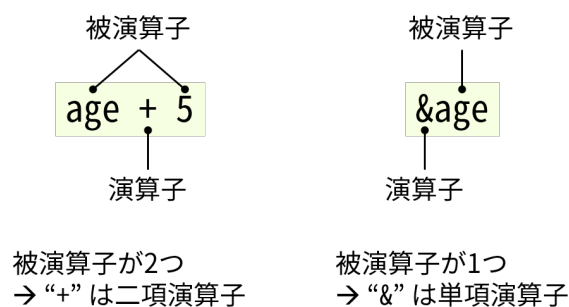 被演算子
age + 5
演算子
被演算子が2つ
→ “+” は二項演算子
被演算子
&age
演算子
被演算子が1つ
→ “&” は単項演算子